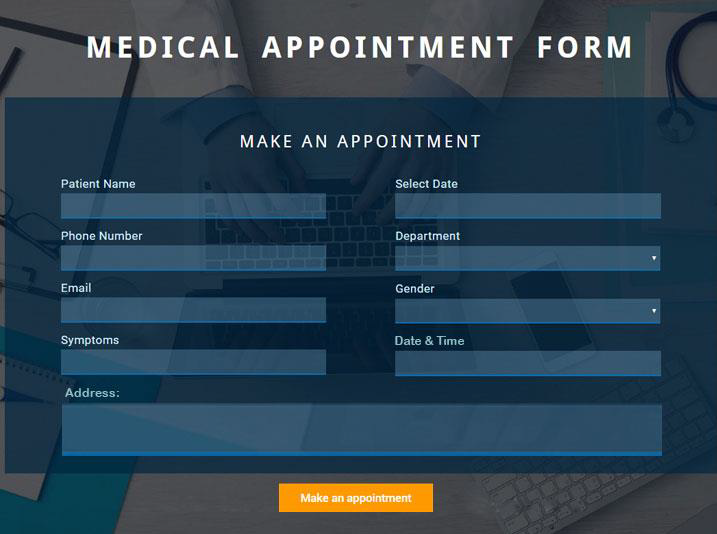 MEDICAL APPOINTMENT FORM
MAKE AN APPOINTMENT
Patient Name
Select Date
Phone Number
Department
Email
Gender
Symptoms
Date & Time
Address:
Make an appointment